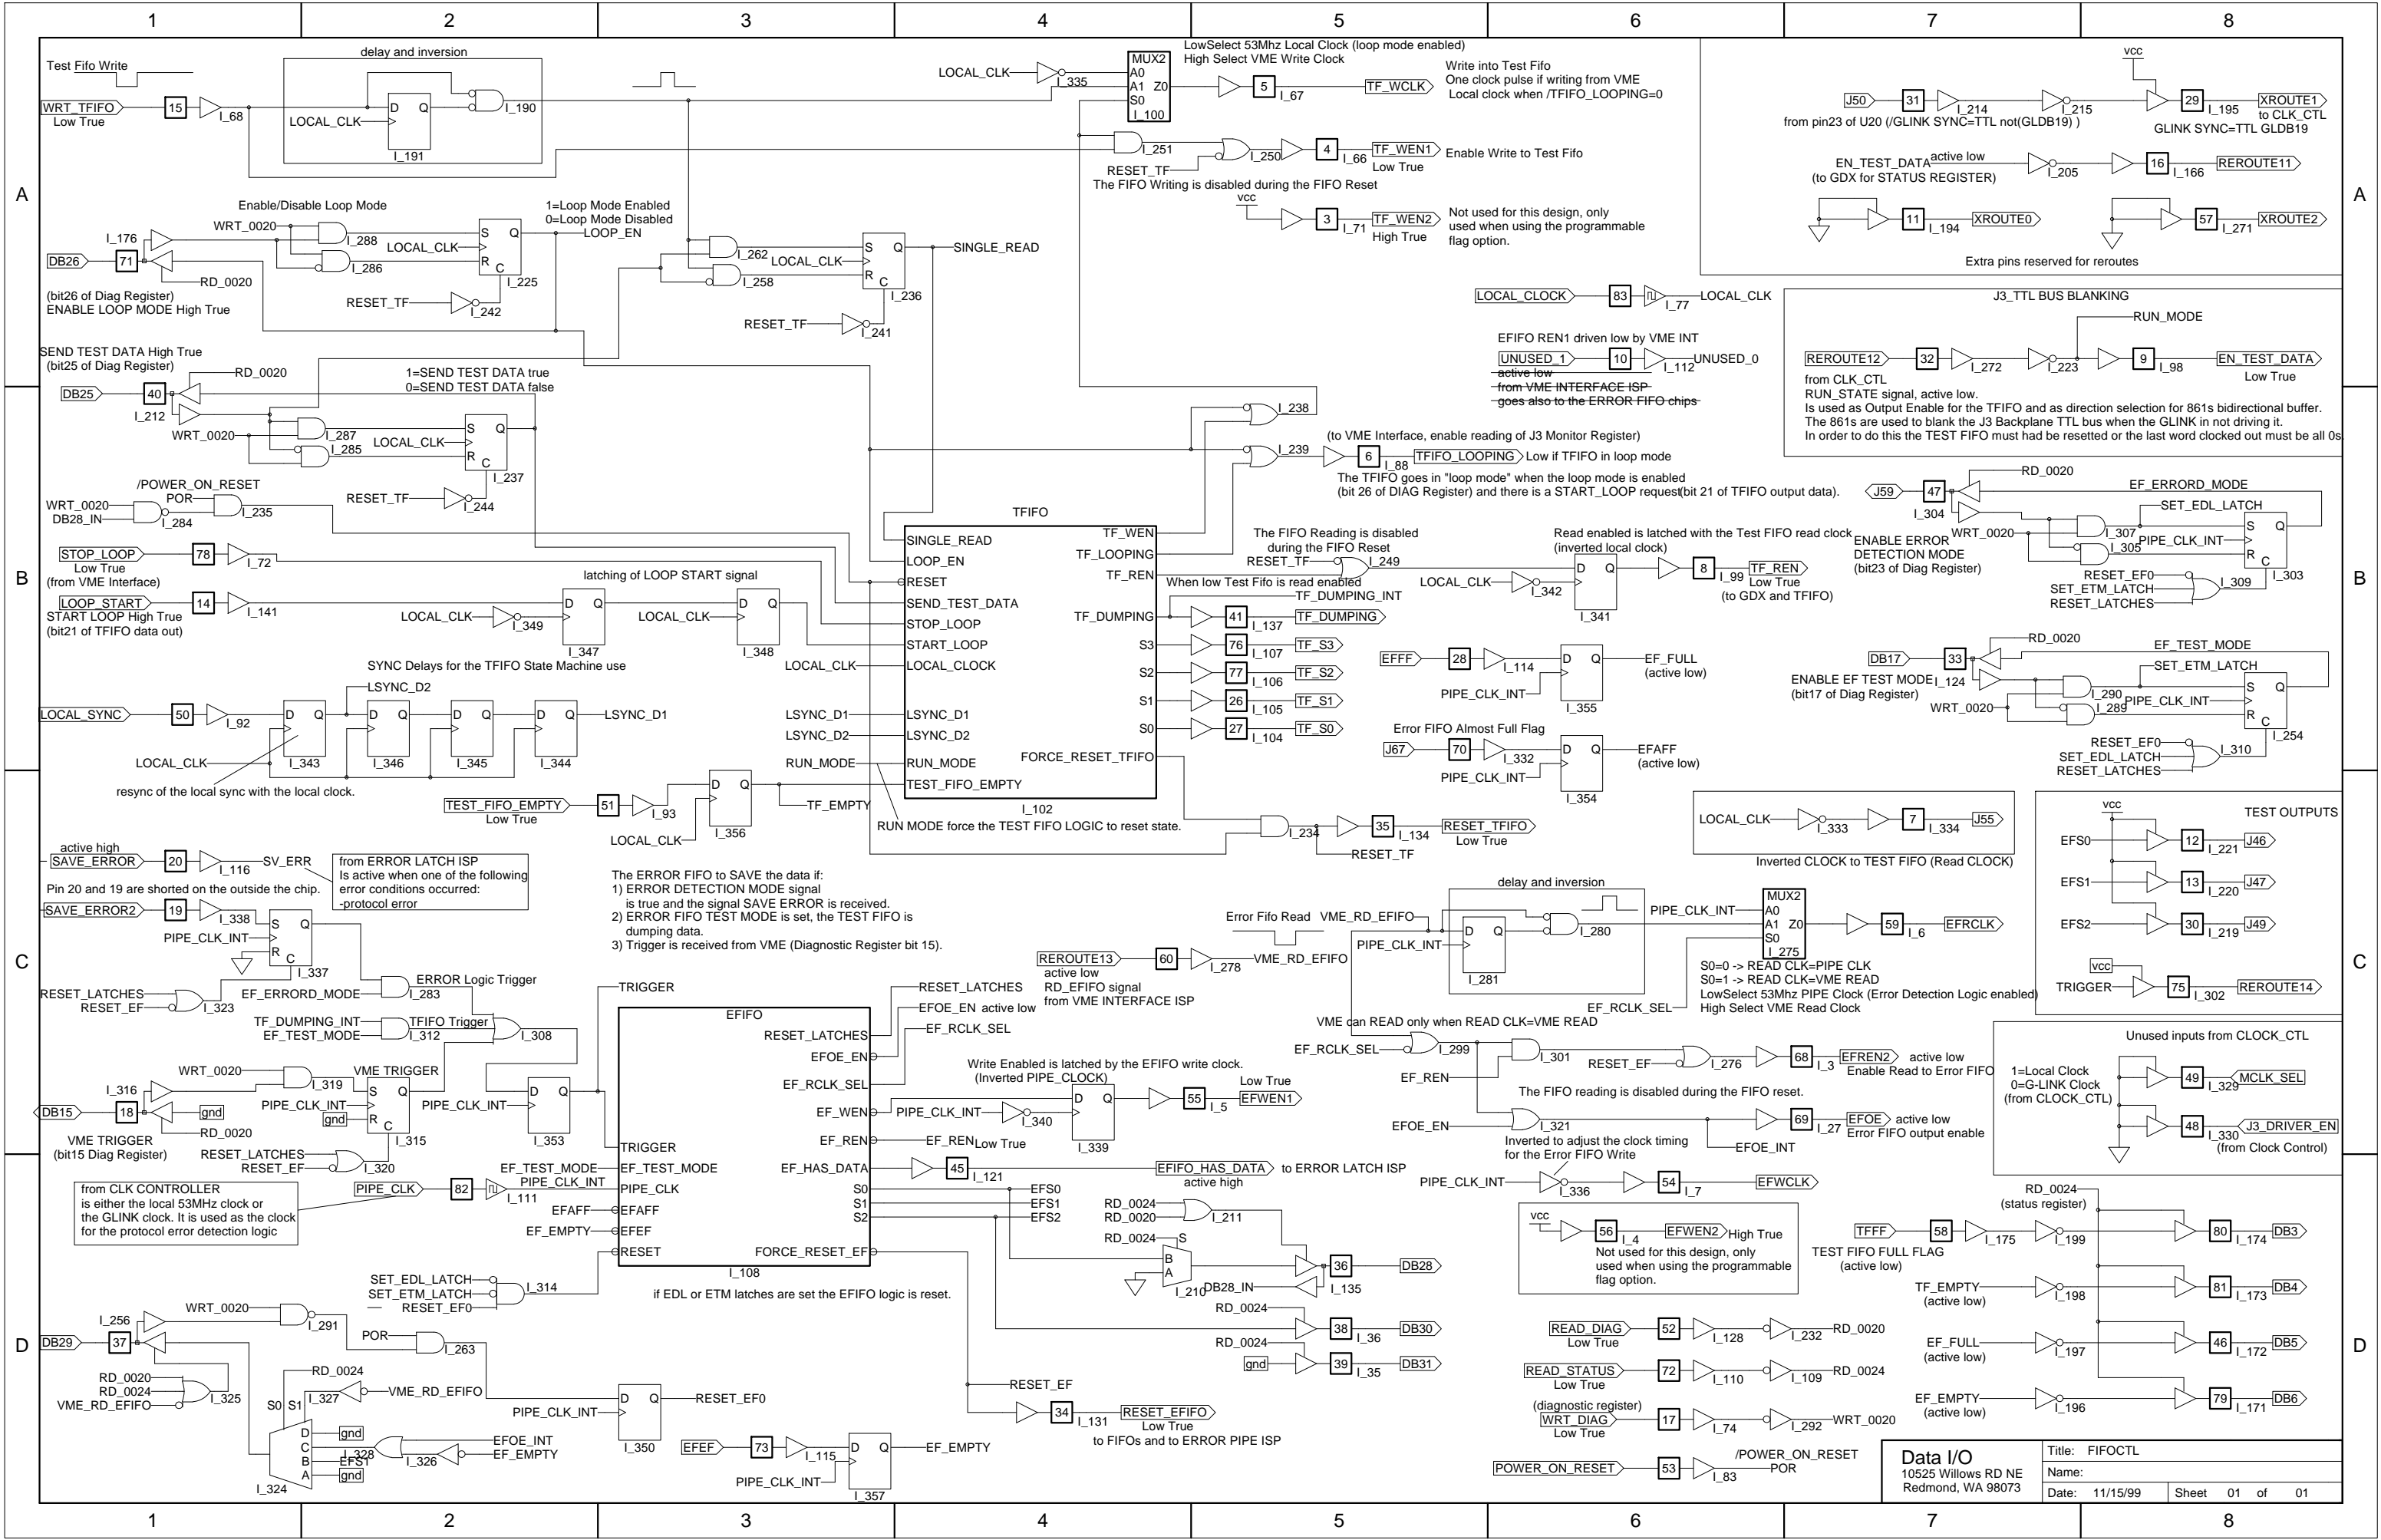 1 2 3 4 5 6 7 8
A
B
C
D
Test Fifo Write
WRT_TFIFO
Low True
15
I_68
delay and inversion
LOCAL_CLK
D Q
I_191
I_190
LOCAL_CLK
I_335
MUX2
A0
A1 Z0
S0
I_100
LowSelect 53Mhz Local Clock (loop mode enabled)
High Select VME Write Clock
5
I_67
TF_WCLK
Write into Test Fifo
One clock pulse if writing from VME
Local clock when /TFIFO_LOOPING=0
I_251
RESET_TF
I_250
4
I_66
TF_WEN1
Low True
Enable Write to Test Fifo
The FIFO Writing is disabled during the FIFO Reset
vcc
3
I_71
TF_WEN2
High True
Not used for this design, only
used when using the programmable
flag option.
J50
31
I_214
I_215
vcc
29
I_195
XROUTE1
to CLK_CTL
from pin23 of U20 (/GLINK SYNC=TTL not(GLDB19) )
GLINK SYNC=TTL GLDB19
EN_TEST_DATA
active low
(to GDX for STATUS REGISTER)
I_205
16
I_166
REROUTE11
11
I_194
XROUTE0
57
I_271
XROUTE2
Extra pins reserved for reroutes
Enable/Disable Loop Mode
WRT_0020
I_176
DB26
71
RD_0020
I_288
I_286
LOCAL_CLK
S Q
R
C
I_225
1=Loop Mode Enabled
0=Loop Mode Disabled
LOOP_EN
RESET_TF
I_242
(bit26 of Diag Register)
ENABLE LOOP MODE High True
I_262
I_258
LOCAL_CLK
S Q
R
C
I_236
SINGLE_READ
RESET_TF
I_241
LOCAL_CLOCK
83
I_77
LOCAL_CLK
EFIFO REN1 driven low by VME INT
UNUSED_1
10
I_112
UNUSED_0
active low
from VME INTERFACE ISP
goes also to the ERROR FIFO chips
J3_TTL BUS BLANKING
RUN_MODE
REROUTE12
32
I_272
I_223
9
I_98
EN_TEST_DATA
Low True
from CLK_CTL
RUN_STATE signal, active low.
Is used as Output Enable for the TFIFO and as direction selection for 861s bidirectional buffer.
The 861s are used to blank the J3 Backplane TTL bus when the GLINK in not driving it.
In order to do this the TEST FIFO must had be resetted or the last word clocked out must be all 0s
SEND TEST DATA High True
(bit25 of Diag Register)
RD_0020
DB25
40
I_212
WRT_0020
1=SEND TEST DATA true
0=SEND TEST DATA false
I_287
I_285
LOCAL_CLK
S Q
R
C
I_237
RESET_TF
I_244
I_238
I_239
(to VME Interface, enable reading of J3 Monitor Register)
6
I_88
TFIFO_LOOPING
Low if TFIFO in loop mode
The TFIFO goes in "loop mode" when the loop mode is enabled
(bit 26 of DIAG Register) and there is a START_LOOP request(bit 21 of TFIFO output data).
/POWER_ON_RESET
WRT_0020
DB28_IN
POR
I_284
I_235
STOP_LOOP
Low True
(from VME Interface)
78
I_72
LOOP_START
START LOOP High True
(bit21 of TFIFO data out)
14
I_141
latching of LOOP START signal
LOCAL_CLK
I_349
D Q
I_347
LOCAL_CLK
D Q
I_348
TFIFO
SINGLE_READ
LOOP_EN
RESET
SEND_TEST_DATA
STOP_LOOP
START_LOOP
LOCAL_CLK
LOCAL_CLOCK
LSYNC_D1
LSYNC_D1
LSYNC_D2
LSYNC_D2
RUN_MODE
RUN_MODE
TEST_FIFO_EMPTY
TF_WEN
TF_LOOPING
TF_REN
TF_DUMPING
S3
S2
S1
S0
FORCE_RESET_TFIFO
I_102
RUN MODE force the TEST FIFO LOGIC to reset state.
The FIFO Reading is disabled
during the FIFO Reset
RESET_TF
I_249
When low Test Fifo is read enabled
TF_DUMPING_INT
41
I_137
TF_DUMPING
76
I_107
TF_S3
77
I_106
TF_S2
26
I_105
TF_S1
27
I_104
TF_S0
Read enabled is latched with the Test FIFO read clock
(inverted local clock)
LOCAL_CLK
I_342
D Q
I_341
8
I_99
TF_REN
Low True
(to GDX and TFIFO)
EFFF
28
I_114
PIPE_CLK_INT
D Q
I_355
EF_FULL
(active low)
Error FIFO Almost Full Flag
J67
70
I_332
PIPE_CLK_INT
D Q
I_354
EFAFF
(active low)
RD_0020
J59
47
EF_ERRORD_MODE
I_304
WRT_0020
ENABLE ERROR
DETECTION MODE
(bit23 of Diag Register)
SET_EDL_LATCH
I_307
I_305
PIPE_CLK_INT
S Q
R
C
I_303
RESET_EF0
SET_ETM_LATCH
RESET_LATCHES
I_309
RD_0020
DB17
33
EF_TEST_MODE
ENABLE EF TEST MODE
(bit17 of Diag Register)
I_124
WRT_0020
SET_ETM_LATCH
I_290
I_289
PIPE_CLK_INT
S Q
R
C
I_254
RESET_EF0
SET_EDL_LATCH
RESET_LATCHES
I_310
SYNC Delays for the TFIFO State Machine use
LSYNC_D2
LOCAL_SYNC
50
I_92
LOCAL_CLK
D Q
I_343
D Q
I_346
D Q
I_345
D Q
I_344
LSYNC_D1
resync of the local sync with the local clock.
TEST_FIFO_EMPTY
Low True
51
I_93
LOCAL_CLK
D Q
I_356
TF_EMPTY
I_234
35
I_134
RESET_TFIFO
Low True
RESET_TF
LOCAL_CLK
I_333
7
I_334
J55
Inverted CLOCK to TEST FIFO (Read CLOCK)
vcc
TEST OUTPUTS
EFS0
12
I_221
J46
EFS1
13
I_220
J47
EFS2
30
I_219
J49
vcc
TRIGGER
75
I_302
REROUTE14
active high
SAVE_ERROR
20
I_116
SV_ERR
Pin 20 and 19 are shorted on the outside the chip.
from ERROR LATCH ISP
Is active when one of the following
error conditions occurred:
-protocol error
SAVE_ERROR2
19
I_338
PIPE_CLK_INT
S Q
R
C
I_337
RESET_LATCHES
RESET_EF
I_323
The ERROR FIFO to SAVE the data if:
1) ERROR DETECTION MODE signal
is true and the signal SAVE ERROR is received.
2) ERROR FIFO TEST MODE is set, the TEST FIFO is
dumping data.
3) Trigger is received from VME (Diagnostic Register bit 15).
EF_ERRORD_MODE
I_283
ERROR Logic Trigger
TF_DUMPING_INT
EF_TEST_MODE
I_312
TFIFO Trigger
I_308
WRT_0020
I_319
VME TRIGGER
I_316
DB15
18
gnd
RD_0020
VME TRIGGER
(bit15 Diag Register)
PIPE_CLK_INT
gnd
S Q
R
C
I_315
RESET_LATCHES
RESET_EF
I_320
PIPE_CLK_INT
D Q
I_353
TRIGGER
from CLK CONTROLLER
is either the local 53MHz clock or
the GLINK clock. It is used as the clock
for the protocol error detection logic
PIPE_CLK
82
I_111
PIPE_CLK_INT
EFIFO
TRIGGER
EF_TEST_MODE
EF_TEST_MODE
PIPE_CLK
EFAFF
EFAFF
EF_EMPTY
EFEF
RESET
RESET_LATCHES
EFOE_EN
EF_RCLK_SEL
EF_WEN
EF_REN
EF_HAS_DATA
S0
S1
S2
FORCE_RESET_EF
I_108
if EDL or ETM latches are set the EFIFO logic is reset.
RESET_LATCHES
EFOE_EN active low
EF_RCLK_SEL
Write Enabled is latched by the EFIFO write clock.
(Inverted PIPE_CLOCK)
PIPE_CLK_INT
I_340
D Q
I_339
55
I_5
Low True
EFWEN1
EF_REN
Low True
45
I_121
EFIFO_HAS_DATA
active high
to ERROR LATCH ISP
EFS0
EFS1
EFS2
REROUTE13
active low
RD_EFIFO signal
from VME INTERFACE ISP
60
I_278
VME_RD_EFIFO
Error Fifo Read
VME_RD_EFIFO
PIPE_CLK_INT
delay and inversion
D Q
I_281
I_280
PIPE_CLK_INT
MUX2
A0
A1 Z0
S0
I_275
59
I_6
EFRCLK
S0=0 -> READ CLK=PIPE CLK
S0=1 -> READ CLK=VME READ
LowSelect 53Mhz PIPE Clock (Error Detection Logic enabled)
High Select VME Read Clock
EF_RCLK_SEL
VME can READ only when READ CLK=VME READ
EF_RCLK_SEL
I_299
EF_REN
I_301
RESET_EF
I_276
68
I_3
EFREN2 active low
Enable Read to Error FIFO
The FIFO reading is disabled during the FIFO reset.
EFOE_EN
I_321
69
I_27
EFOE active low
Error FIFO output enable
EFOE_INT
Inverted to adjust the clock timing
for the Error FIFO Write
PIPE_CLK_INT
I_336
54
I_7
EFWCLK
Unused inputs from CLOCK_CTL
1=Local Clock
0=G-LINK Clock
(from CLOCK_CTL)
49
I_329
MCLK_SEL
48
I_330
J3_DRIVER_EN
(from Clock Control)
vcc
56
I_4
EFWEN2
High True
Not used for this design, only
used when using the programmable
flag option.
RD_0024
RD_0020
I_211
RD_0024
S
B
A
I_210
DB28_IN
36
I_135
DB28
RD_0024
38
I_36
DB30
RD_0024
gnd
39
I_35
DB31
RD_0024
(status register)
TFFF
58
I_175
I_199
80
I_174
DB3
TEST FIFO FULL FLAG
(active low)
TF_EMPTY
(active low)
I_198
81
I_173
DB4
EF_FULL
(active low)
I_197
46
I_172
DB5
EF_EMPTY
(active low)
I_196
79
I_171
DB6
READ_DIAG
Low True
52
I_128
I_232
RD_0020
READ_STATUS
Low True
72
I_110
I_109
RD_0024
(diagnostic register)
WRT_DIAG
Low True
17
I_74
I_292
WRT_0020
POWER_ON_RESET
53
I_83
/POWER_ON_RESET
POR
SET_EDL_LATCH
SET_ETM_LATCH
RESET_EF0
I_314
WRT_0020
I_291
I_256
DB29
37
POR
I_263
RD_0020
RD_0024
VME_RD_EFIFO
I_325
RD_0024
I_327
VME_RD_EFIFO
S0 S1
D
C
B
A
gnd
I_328
EFS1
gnd
I_324
I_326
EFOE_INT
EF_EMPTY
PIPE_CLK_INT
D Q
I_350
RESET_EF0
EFEF
73
I_115
PIPE_CLK_INT
D Q
I_357
EF_EMPTY
RESET_EF
34
I_131
RESET_EFIFO
Low True
to FIFOs and to ERROR PIPE ISP
Data I/O
10525 Willows RD NE
Redmond, WA 98073
Title: FIFOCTL
Name:
Date: 11/15/99
Sheet 01 of 01
A
B
C
D
1 2 3 4 5 6 7 8